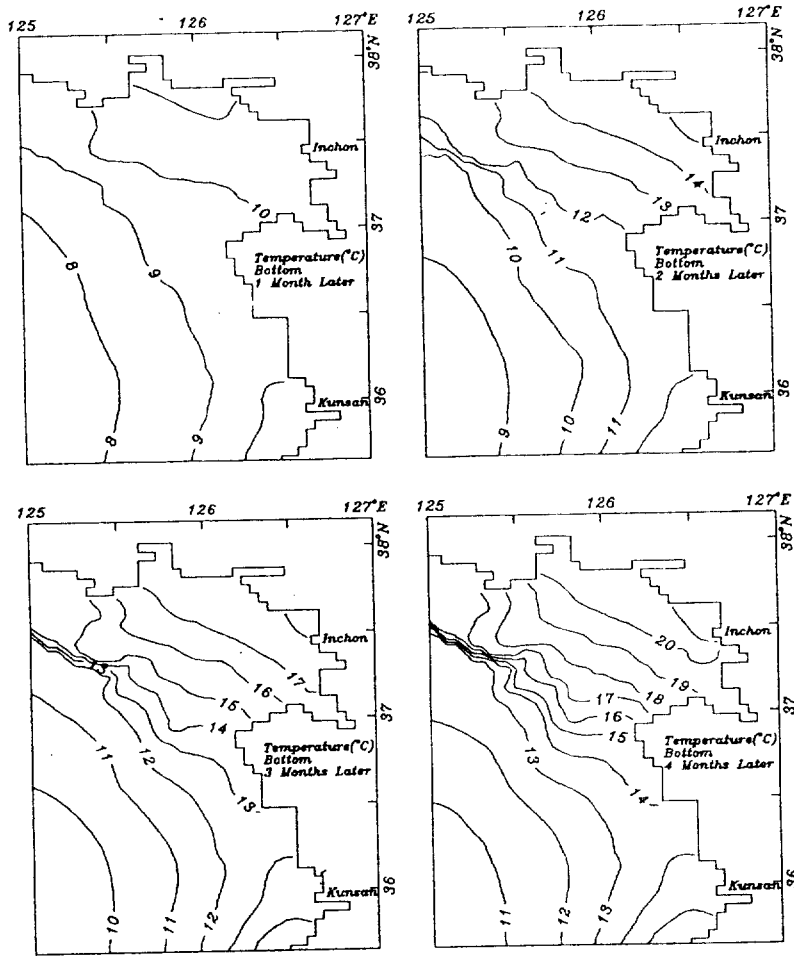 125 126 127°E
38°N
Inchon
10
37
Temperature(°C)
Bottom
1 Month Later
8
9
36
Kunsan
8
9
125 126 127°E
38°N
Inchon
14
13
37
12
Temperature(°C)
Bottom
2 Months Later
10
11
36
Kunsan
9
10
11
125 126 127°E
38°N
Inchon
13
17
16
15
37
14
Temperature(°C)
Bottom
3 Months Later
11
12
13
36
Kunsan
10
11
12
125 126 127°E
38°N
Inchon
20
19
18
17
37
16
15
Temperature(°C)
Bottom
4 Months Later
13
14
36
Kunsan
11
12
13